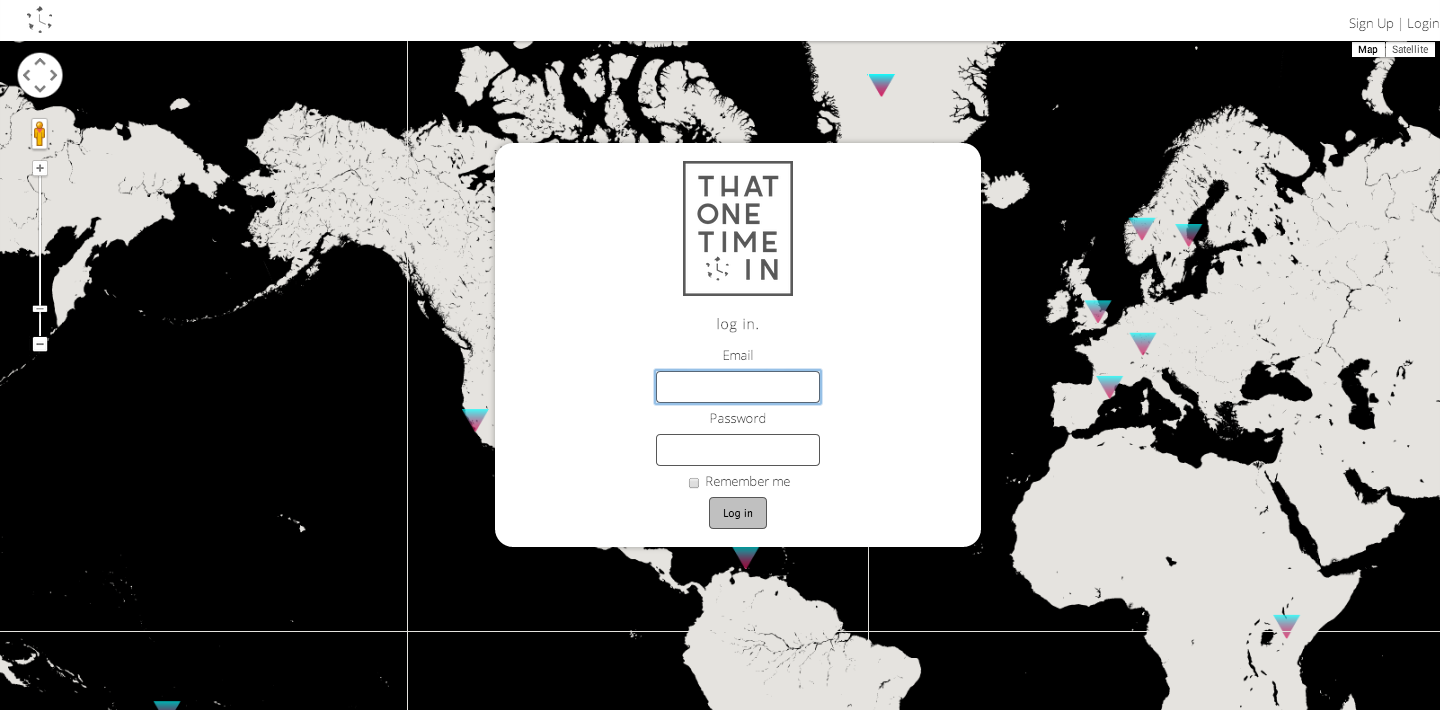 Sign Up | Login
Map Satellite
THAT
ONE
TIME
IN
log in.
Email
Password
Remember me
Log in